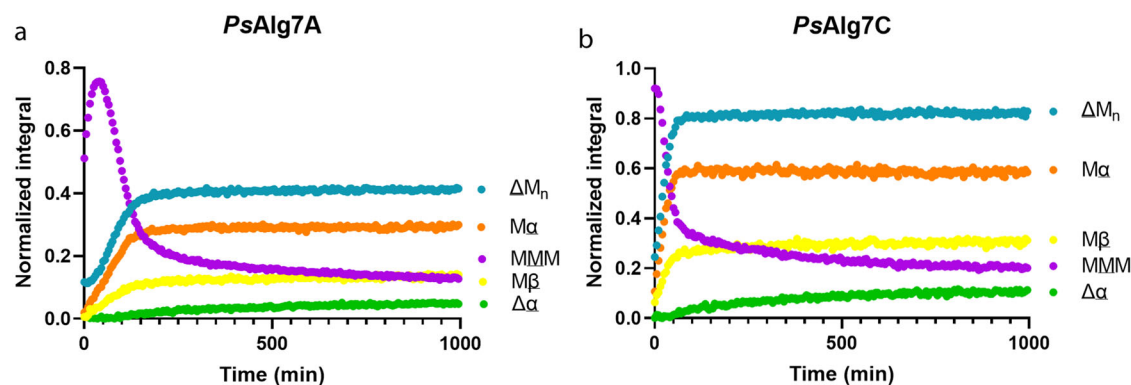 a
PsAlg7A
Normalized integral
0.8
0.6
0.4
0.2
0.0
0
500
1000
Time (min)
ΔMn
Mα
MMM
Mβ
Δα
b
PsAlg7C
Normalized integral
1.0
0.8
0.6
0.4
0.2
0.0
0
500
1000
Time (min)
ΔMn
Mα
Mβ
MMM
Δα